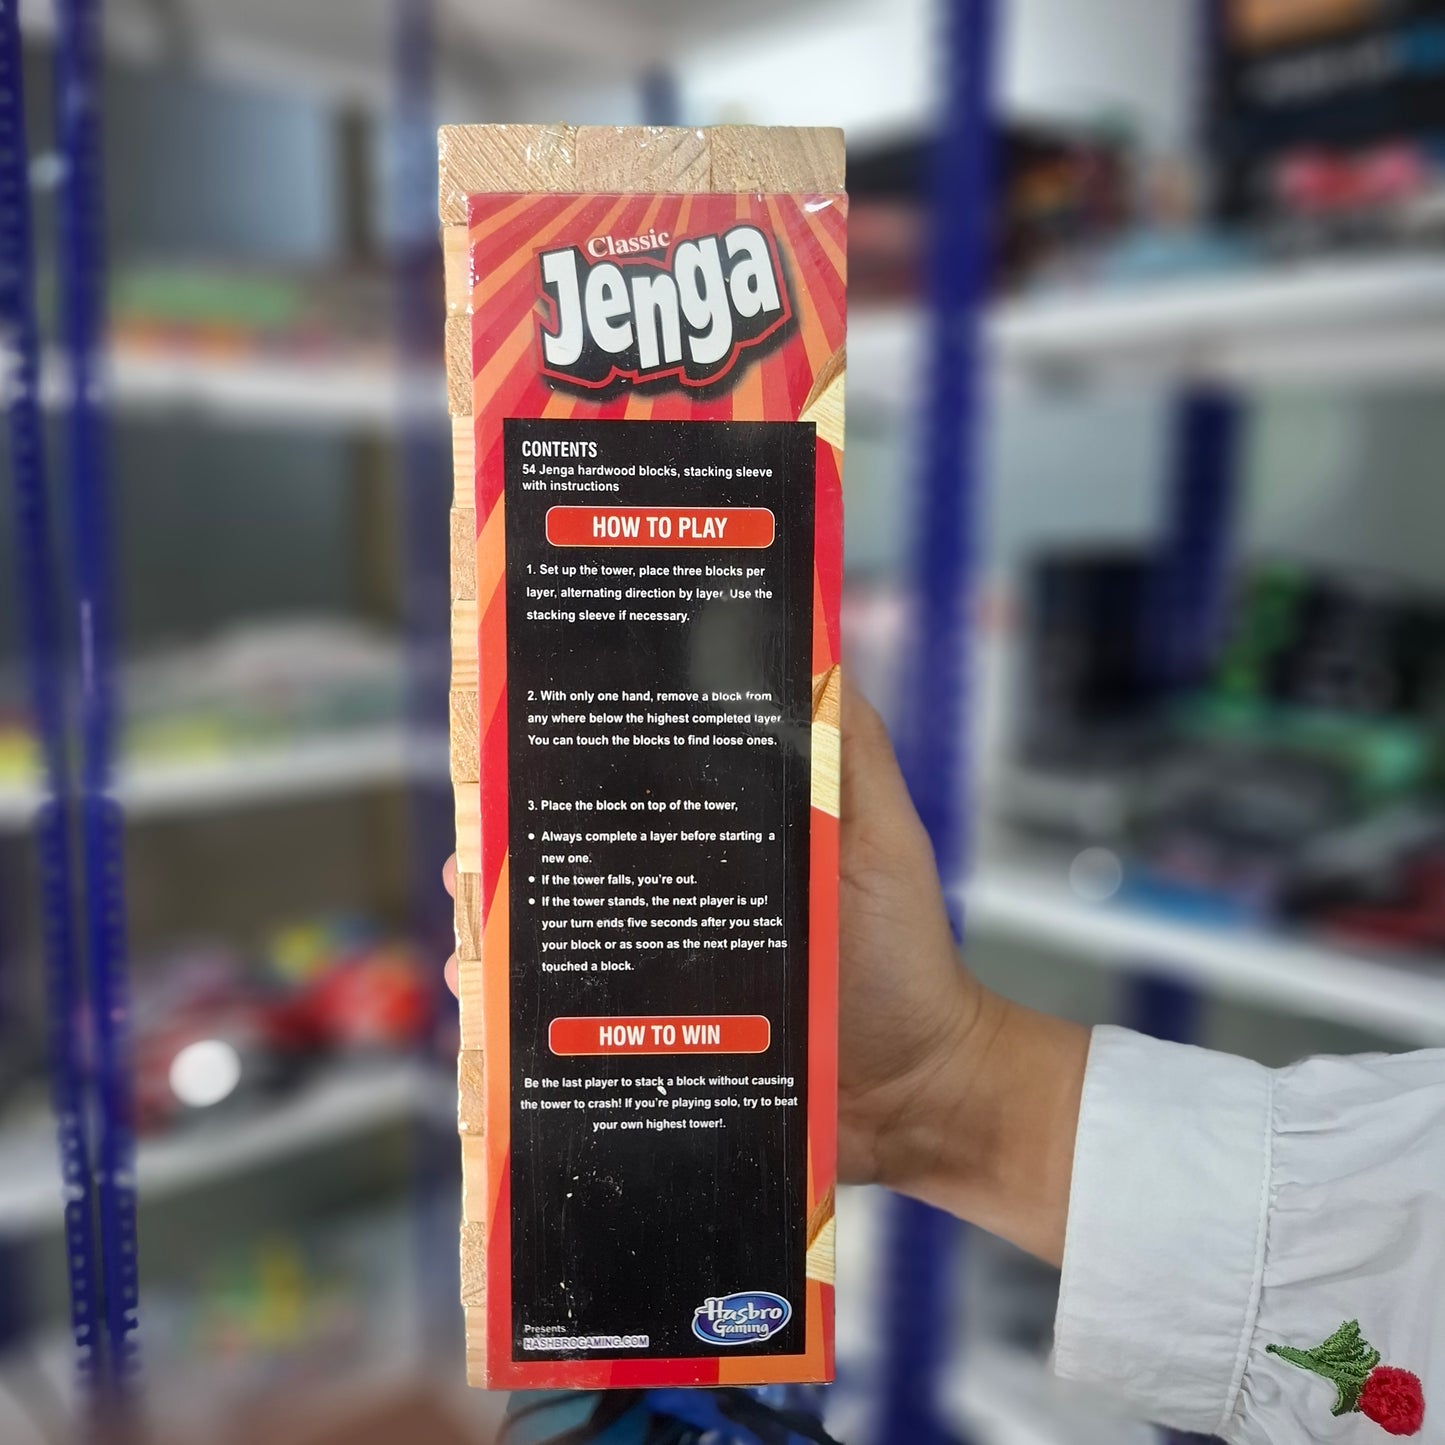 Classic
Jenga
CONTENTS
54 Jenga hardwood blocks, stacking sleeve
with instructions
HOW TO PLAY
1. Set up the tower, place three blocks per
layer, alternating direction by layer. Use the
stacking sleeve if necessary.
2. With only one hand, remove a block from
any where below the highest completed layer
You can touch the blocks to find loose ones.
3. Place the block on top of the tower,
• Always complete a layer before starting a
new one.
• If the tower falls, you're out.
• If the tower stands, the next player is up!
your turn ends five seconds after you stack
your block or as soon as the next player has
touched a block.
HOW TO WIN
Be the last player to stack a block without causing
the tower to crash! If you're playing solo, try to beat
your own highest tower!.
Presents
HASHBROGAMING.COM
Hasbro
Gaming